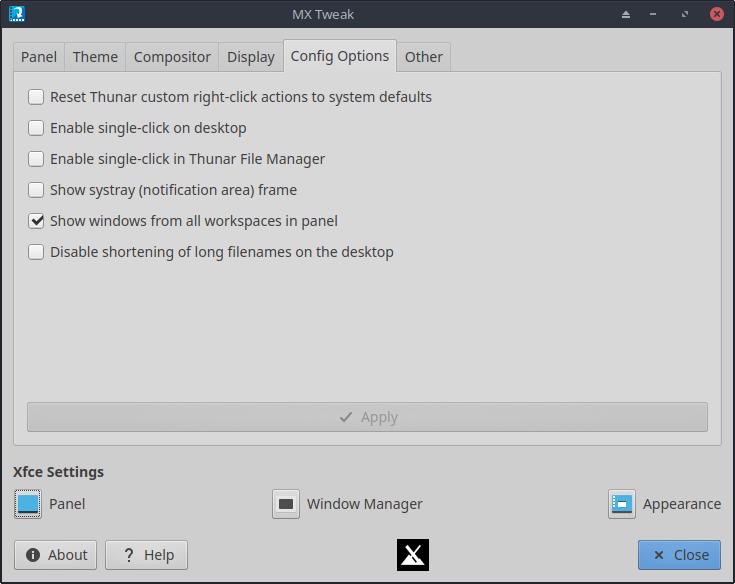 MX Tweak
Panel Theme Compositor Display Config Options Other
Reset Thunar custom right-click actions to system defaults
Enable single-click on desktop
Enable single-click in Thunar File Manager
Show systray (notification area) frame
Show windows from all workspaces in panel
Disable shortening of long filenames on the desktop
Apply
Xfce Settings
Panel Window Manager Appearance
About Help Close